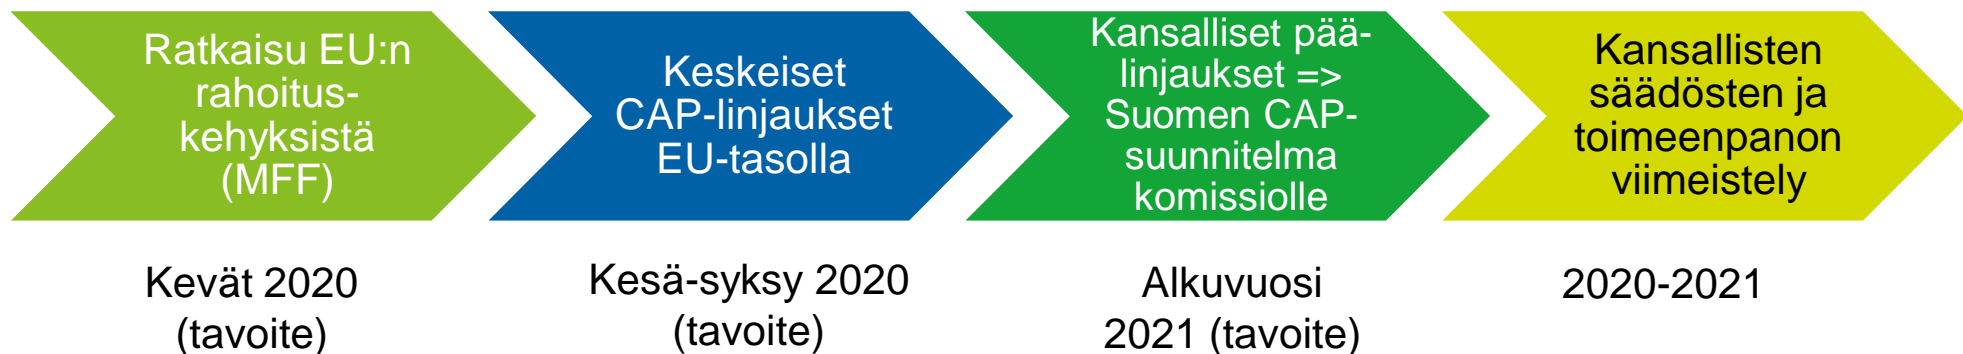 Ratkaisu EU:n
rahoitus-
kehyksistä
(MFF)
Keskeiset
CAP-linjaukset
EU-tasolla
Kansalliset pää-
linjaukset =>
Suomen CAP-
suunnitelma
komissiolle
Kansallisten
säädösten ja
toimeenpanon
viimeistely
Kevät 2020
(tavoite)
Kesä-syksy 2020
(tavoite)
Alkuvuosi
2021 (tavoite)
2020-2021